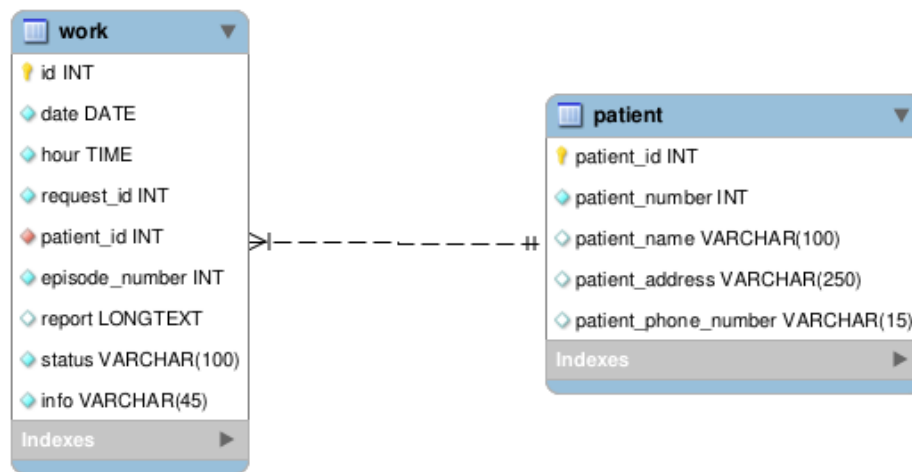 work
id INT
date DATE
hour TIME
request_id INT
patient_id INT
episode_number INT
report LONGTEXT
status VARCHAR(100)
info VARCHAR(45)
Indexes
patient
patient_id INT
patient_number INT
patient_name VARCHAR(100)
patient_address VARCHAR(250)
patient_phone_number VARCHAR(15)
Indexes